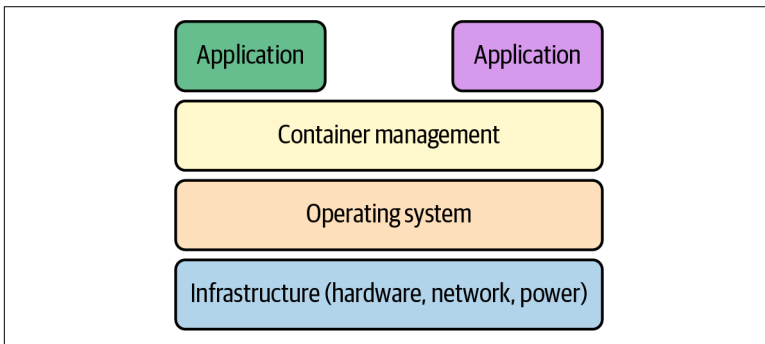 Application
Application
Container management
Operating system
Infrastructure (hardware, network, power)